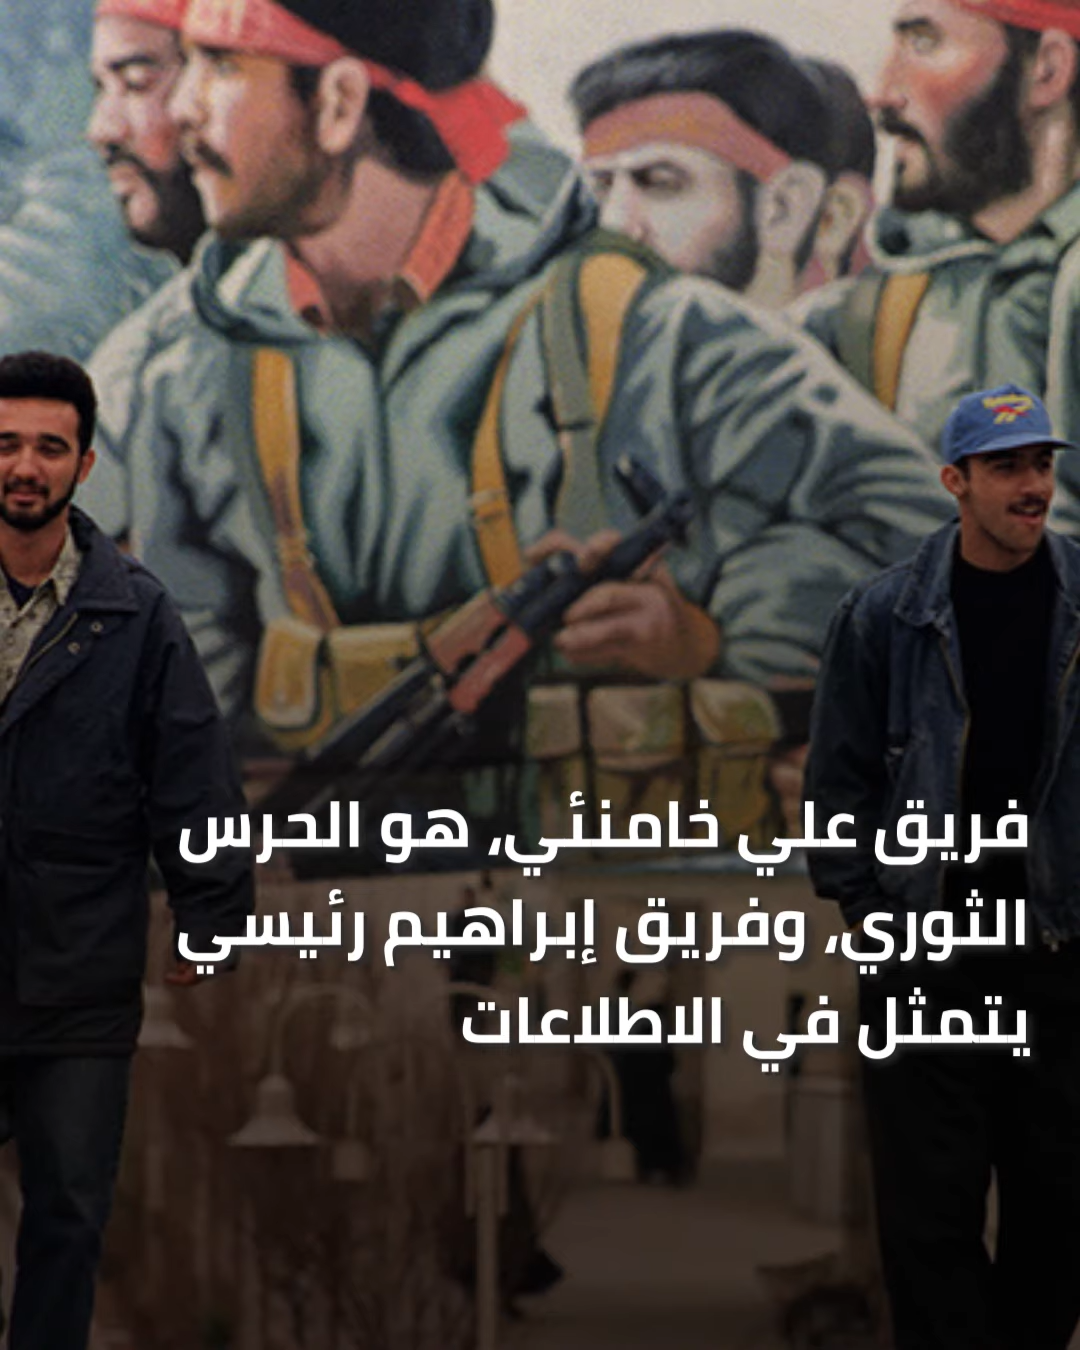 فريق علي خامنئي، هو الحرس
الثوري، وفريق إبراهيم رئيسي
يتمثل في الاطلاعات